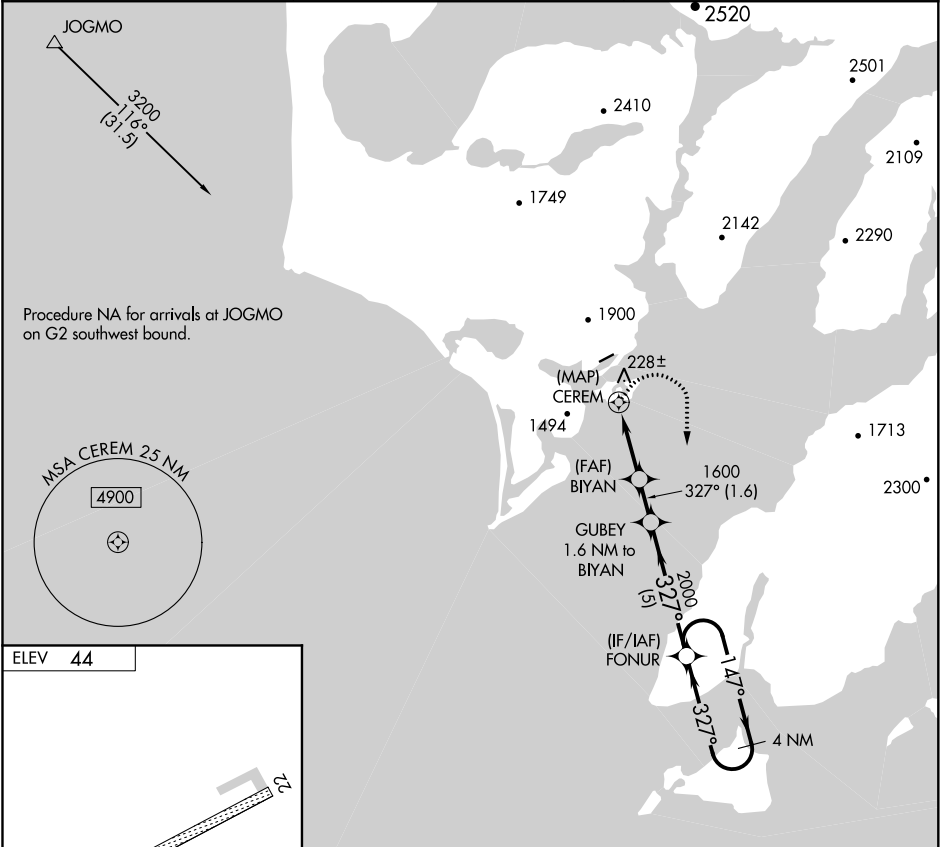 JOGMO
3200
116°
(31.5)
2520
2501
2410
2109
1749
2142
2290
Procedure NA for arrivals at JOGMO
on G2 southwest bound.
1900
228±
(MAP)
CEREM
1494
1713
MSA CEREM 25 NM
4900
(FAF)
BIYAN
1600
327° (1.6)
2300
GUBEY
1.6 NM to
BIYAN
2000
327°
(5)
(IF/IAF)
FONUR
147°
327°
4 NM
ELEV 44
22